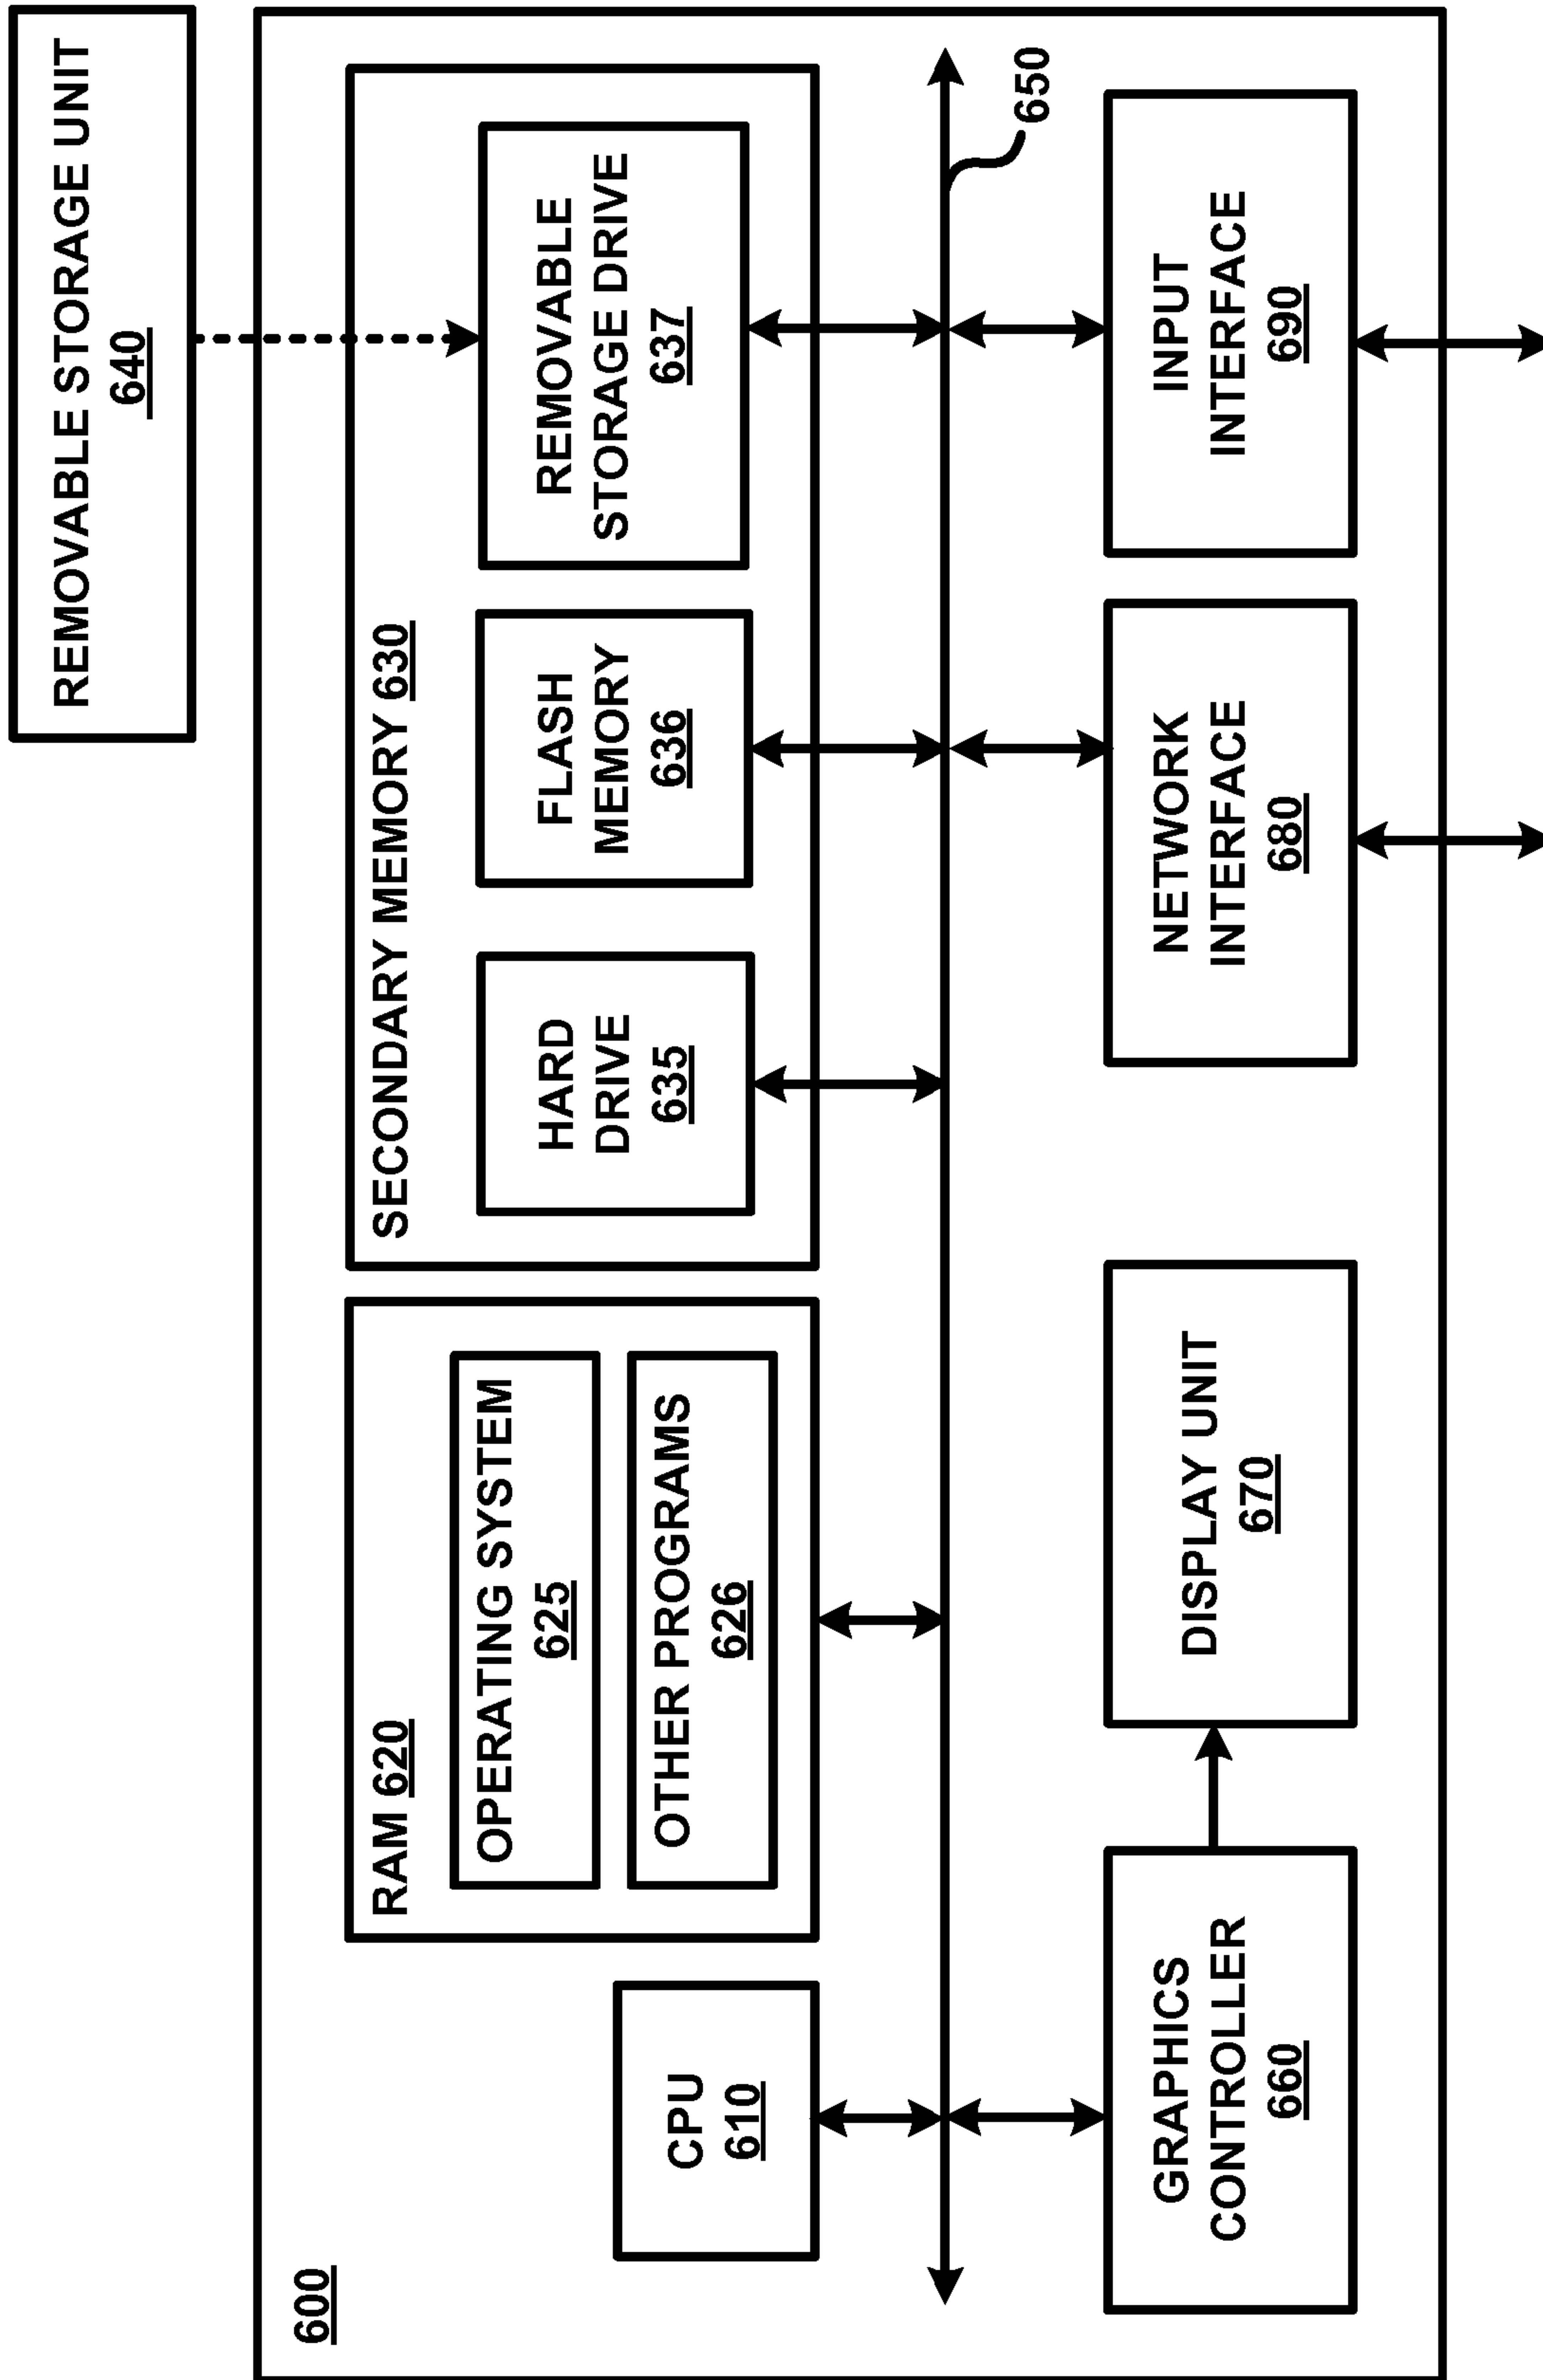 REMOVABLE STORAGE UNIT
640
600
CPU
610
RAM 620
OPERATING SYSTEM
625
OTHER PROGRAMS
626
SECONDARY MEMORY 630
HARD
DRIVE
635
FLASH
MEMORY
636
REMOVABLE
STORAGE DRIVE
637
650
GRAPHICS
CONTROLLER
660
DISPLAY UNIT
670
NETWORK
INTERFACE
680
INPUT
INTERFACE
690